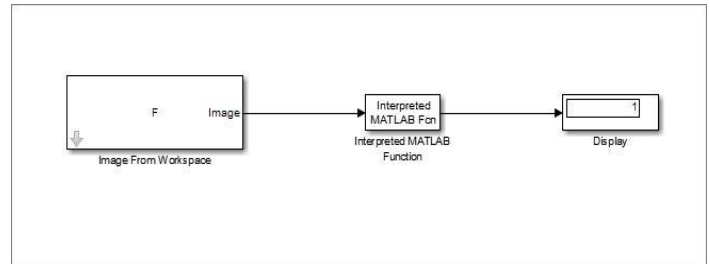 F
Image
Image From Workspace
Interpreted
MATLAB Fcn
Interpreted MATLAB
Function
1
Display